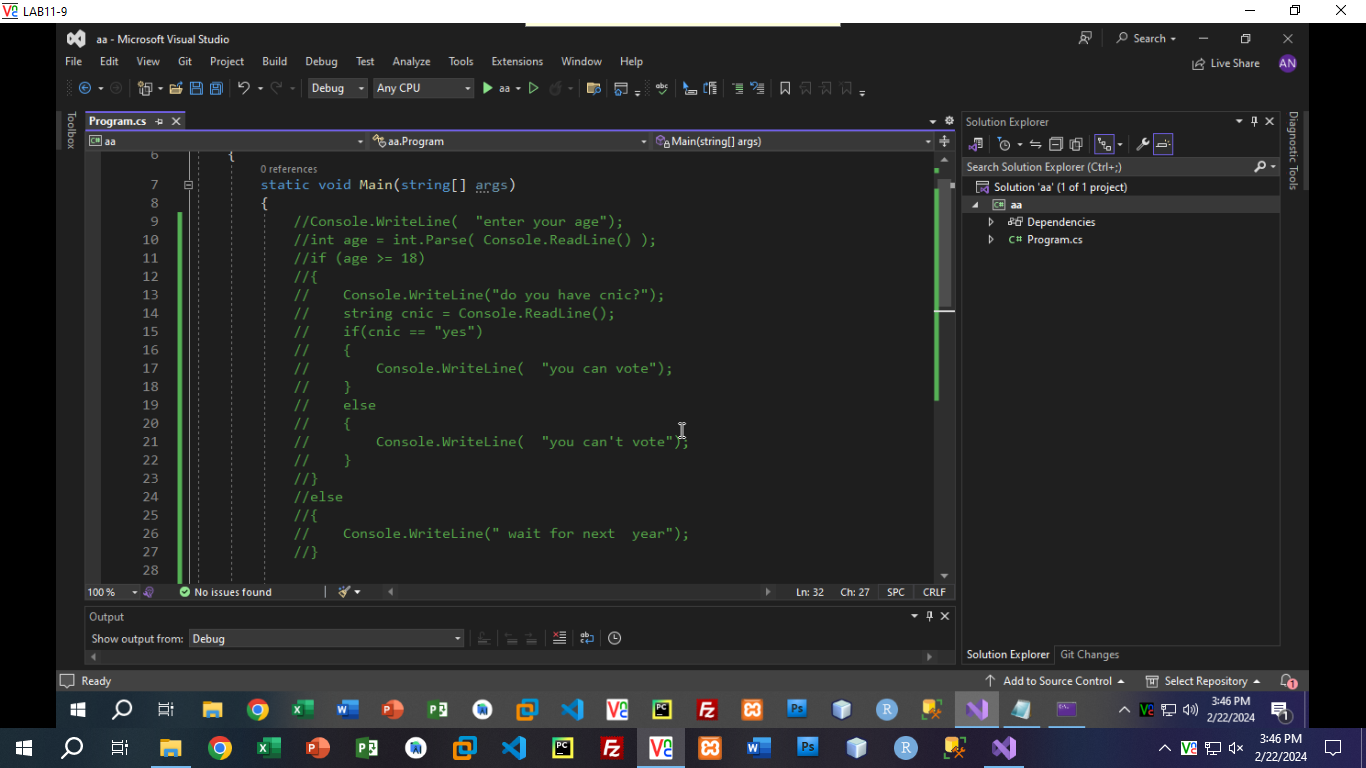 LAB11-9
aa - Microsoft Visual Studio
Search
File Edit View Git Project Build Debug Test Analyze Tools Extensions Window Help
Live Share
AN
Debug Any CPU aa
Toolbox
Program.cs
aa aa.Program Main(string[] args)
6 {
0 references
7 static void Main(string[] args)
8 {
9 //Console.WriteLine(  "enter your age");
10 //int age = int.Parse( Console.ReadLine() );
11 //if (age >= 18)
12 //{
13 //    Console.WriteLine("do you have cnic?");
14 //    string cnic = Console.ReadLine();
15 //    if(cnic == "yes")
16 //    {
17 //        Console.WriteLine(  "you can vote");
18 //    }
19 //    else
20 //    {
21 //        Console.WriteLine(  "you can't vote");
22 //    }
23 //}
24 //else
25 //{
26 //    Console.WriteLine(" wait for next  year");
27 //}
28
100 % No issues found Ln: 32 Ch: 27 SPC CRLF
Output
Show output from: Debug
Solution Explorer
Search Solution Explorer (Ctrl+;)
Solution 'aa' (1 of 1 project)
C# aa
Dependencies
C# Program.cs
Solution Explorer Git Changes
Diagnostic Tools
Ready Add to Source Control Select Repository 1
3:46 PM
2/22/2024
1
3:46 PM
2/22/2024